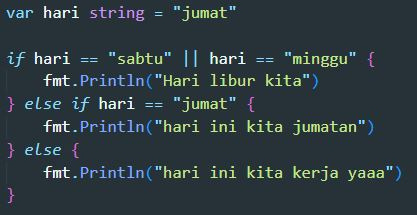 var hari string = "jumat"
if hari == "sabtu" || hari == "minggu" {
fmt.Println("Hari libur kita")
} else if hari == "jumat" {
fmt.Println("hari ini kita jumatan")
} else {
fmt.Println("hari ini kita kerja yaaa")
}